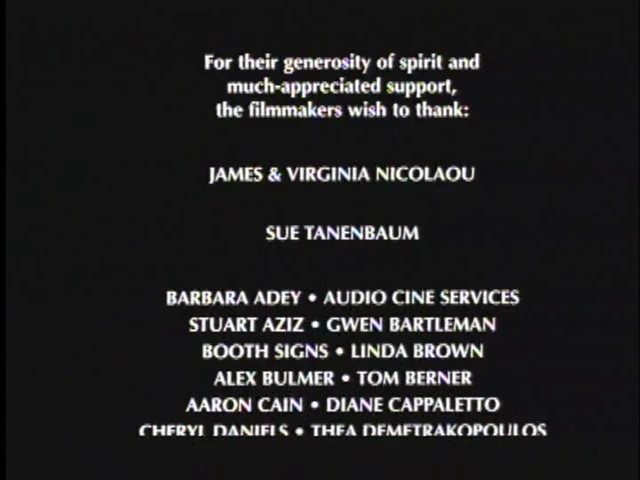 For their generosity of spirit and
much-appreciated support,
the filmmakers wish to thank:
JAMES & VIRGINIA NICOLAOU
SUE TANENBAUM
BARBARA ADEY • AUDIO CINE SERVICES
STUART AZIZ • GWEN BARTLEMAN
BOOTH SIGNS • LINDA BROWN
ALEX BULMER • TOM BERNER
AARON CAIN • DIANE CAPPALETTO
CHERYL DANIELS • THEA DEMETRAKOPOULOS